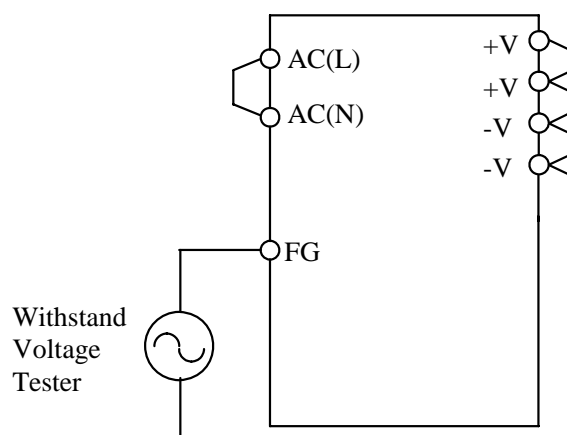 AC(L)
AC(N)
FG
+V
+V
-V
-V
Withstand
Voltage
Tester